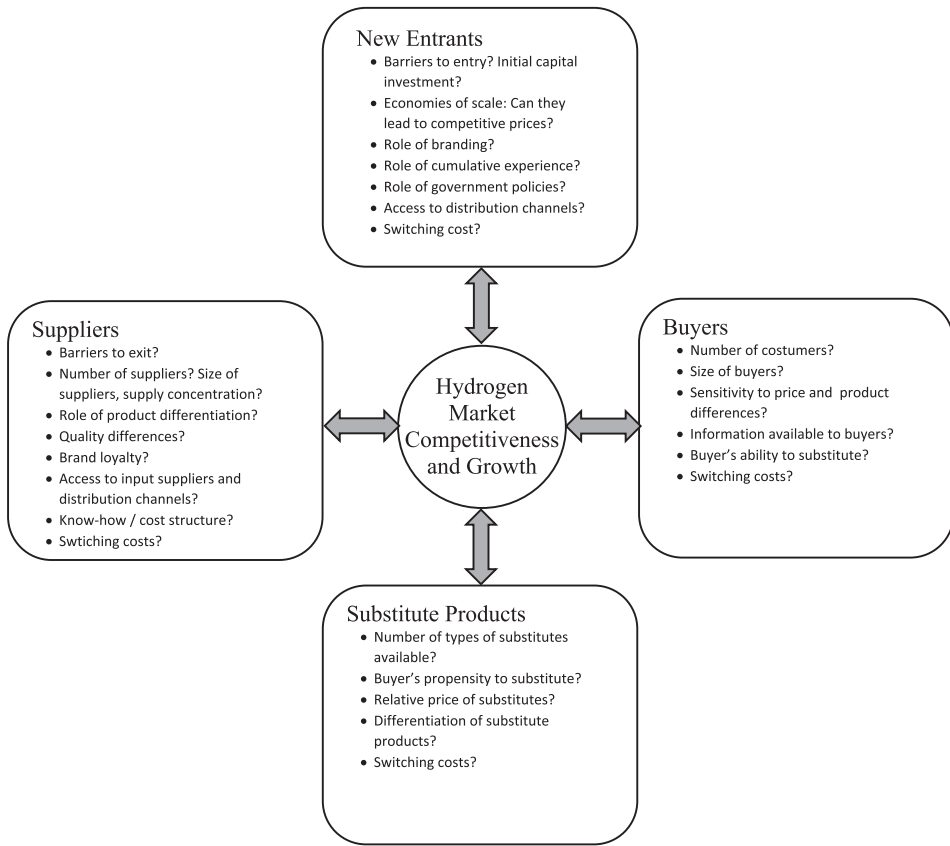 New Entrants
• Barriers to entry? Initial capital
investment?
• Economies of scale: Can they
lead to competitive prices?
• Role of branding?
• Role of cumulative experience?
• Role of government policies?
• Access to distribution channels?
• Switching cost?
Suppliers
• Barriers to exit?
• Number of suppliers? Size of
suppliers, supply concentration?
• Role of product differentiation?
• Quality differences?
• Brand loyalty?
• Access to input suppliers and
distribution channels?
• Know-how / cost structure?
• Swtiching costs?
Hydrogen
Market
Competitiveness
and Growth
Buyers
• Number of costumers?
• Size of buyers?
• Sensitivity to price and product
differences?
• Information available to buyers?
• Buyer’s ability to substitute?
• Switching costs?
Substitute Products
• Number of types of substitutes
available?
• Buyer’s propensity to substitute?
• Relative price of substitutes?
• Differentiation of substitute
products?
• Switching costs?